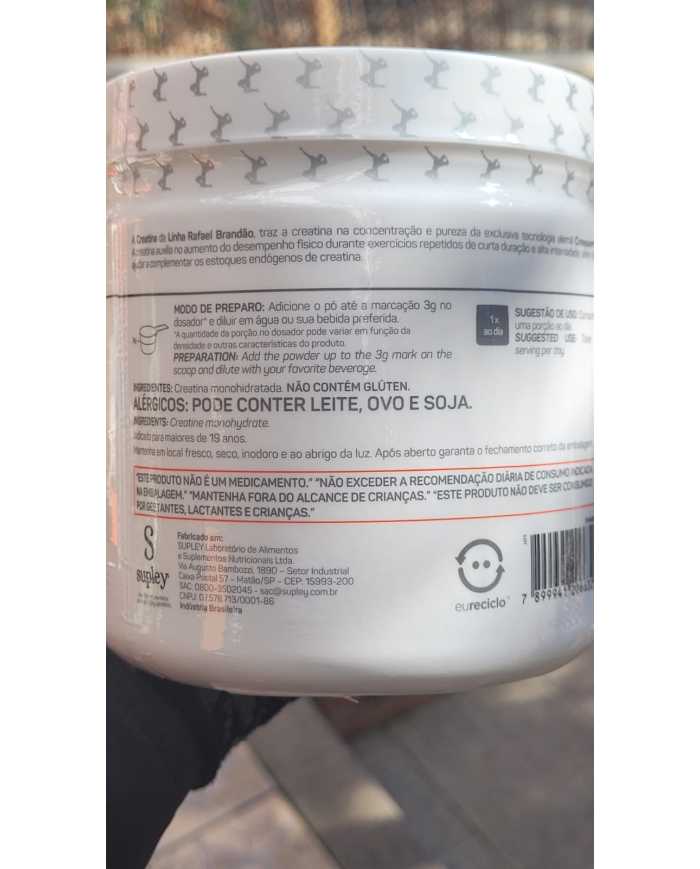 A Creatina da Linha Rafael Brandão, traz a creatina na concentração e pureza da exclusiva tecnologia alemã
A creatina auxilia no aumento do desempenho físico durante exercícios repetidos de curta duração e alta intensidade,
ajudar a complementar os estoques endógenos de creatina.
MODO DE PREPARO: Adicione o pó até a marcação 3g no
dosador* e diluir em água ou sua bebida preferida.
*A quantidade da porção no dosador pode variar em função da
densidade e outras características do produto.
PREPARATION: Add the powder up to the 3g mark on the
scoop and dilute with your favorite beverage.
1x
ao dia
SUGESTÃO DE USO:
uma porção ao dia.
SUGGESTED USE:
serving per day.
INGREDIENTES: Creatina monohidratada. NÃO CONTÉM GLÚTEN.
ALÉRGICOS: PODE CONTER LEITE, OVO E SOJA.
INGREDIENTS: Creatine monohydrate.
Indicado para maiores de 19 anos.
Mantenha em local fresco, seco, inodoro e ao abrigo da luz. Após aberto garanta o fechamento correto da embalagem.
"ESTE PRODUTO NÃO É UM MEDICAMENTO." "NÃO EXCEDER A RECOMENDAÇÃO DIÁRIA DE CONSUMO INDICADA
NA EMBALAGEM." "MANTENHA FORA DO ALCANCE DE CRIANÇAS." "ESTE PRODUTO NÃO DEVE SER CONSUMIDO
POR GESTANTES, LACTANTES E CRIANÇAS."
supley
Fabricado em:
SUPLEY Laboratório de Alimentos
e Suplementos Nutricionais Ltda.
Via Augusto Bambozzi, 1890 – Setor Industrial
Caixa Postal 57 - Matão/SP - CEP: 15993-200
SAC: 0800-3502045 - sac@supley.com.br
CNPJ: 01.578.713/0001-86
Indústria Brasileira
eureciclo
7 899941